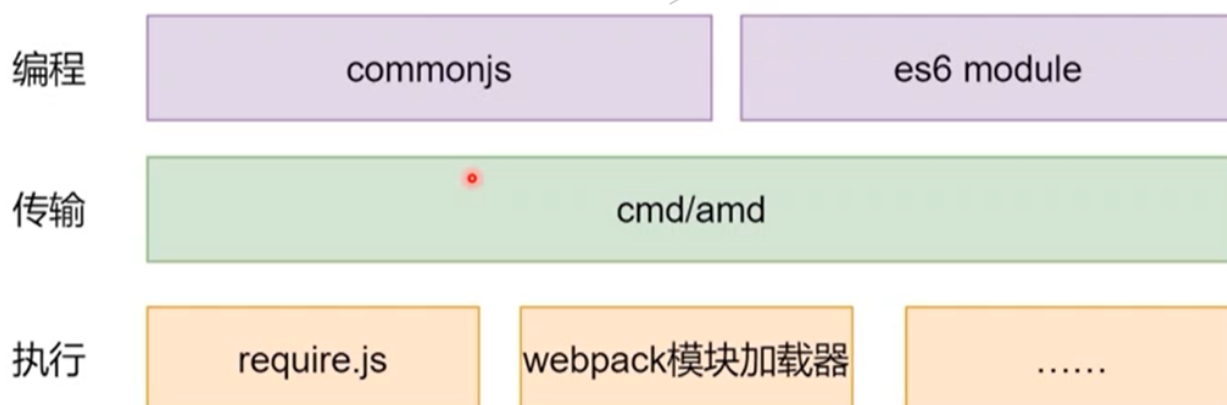 编程 commonjs es6 module
传输 cmd/amd
执行 require.js webpack模块加载器 ……